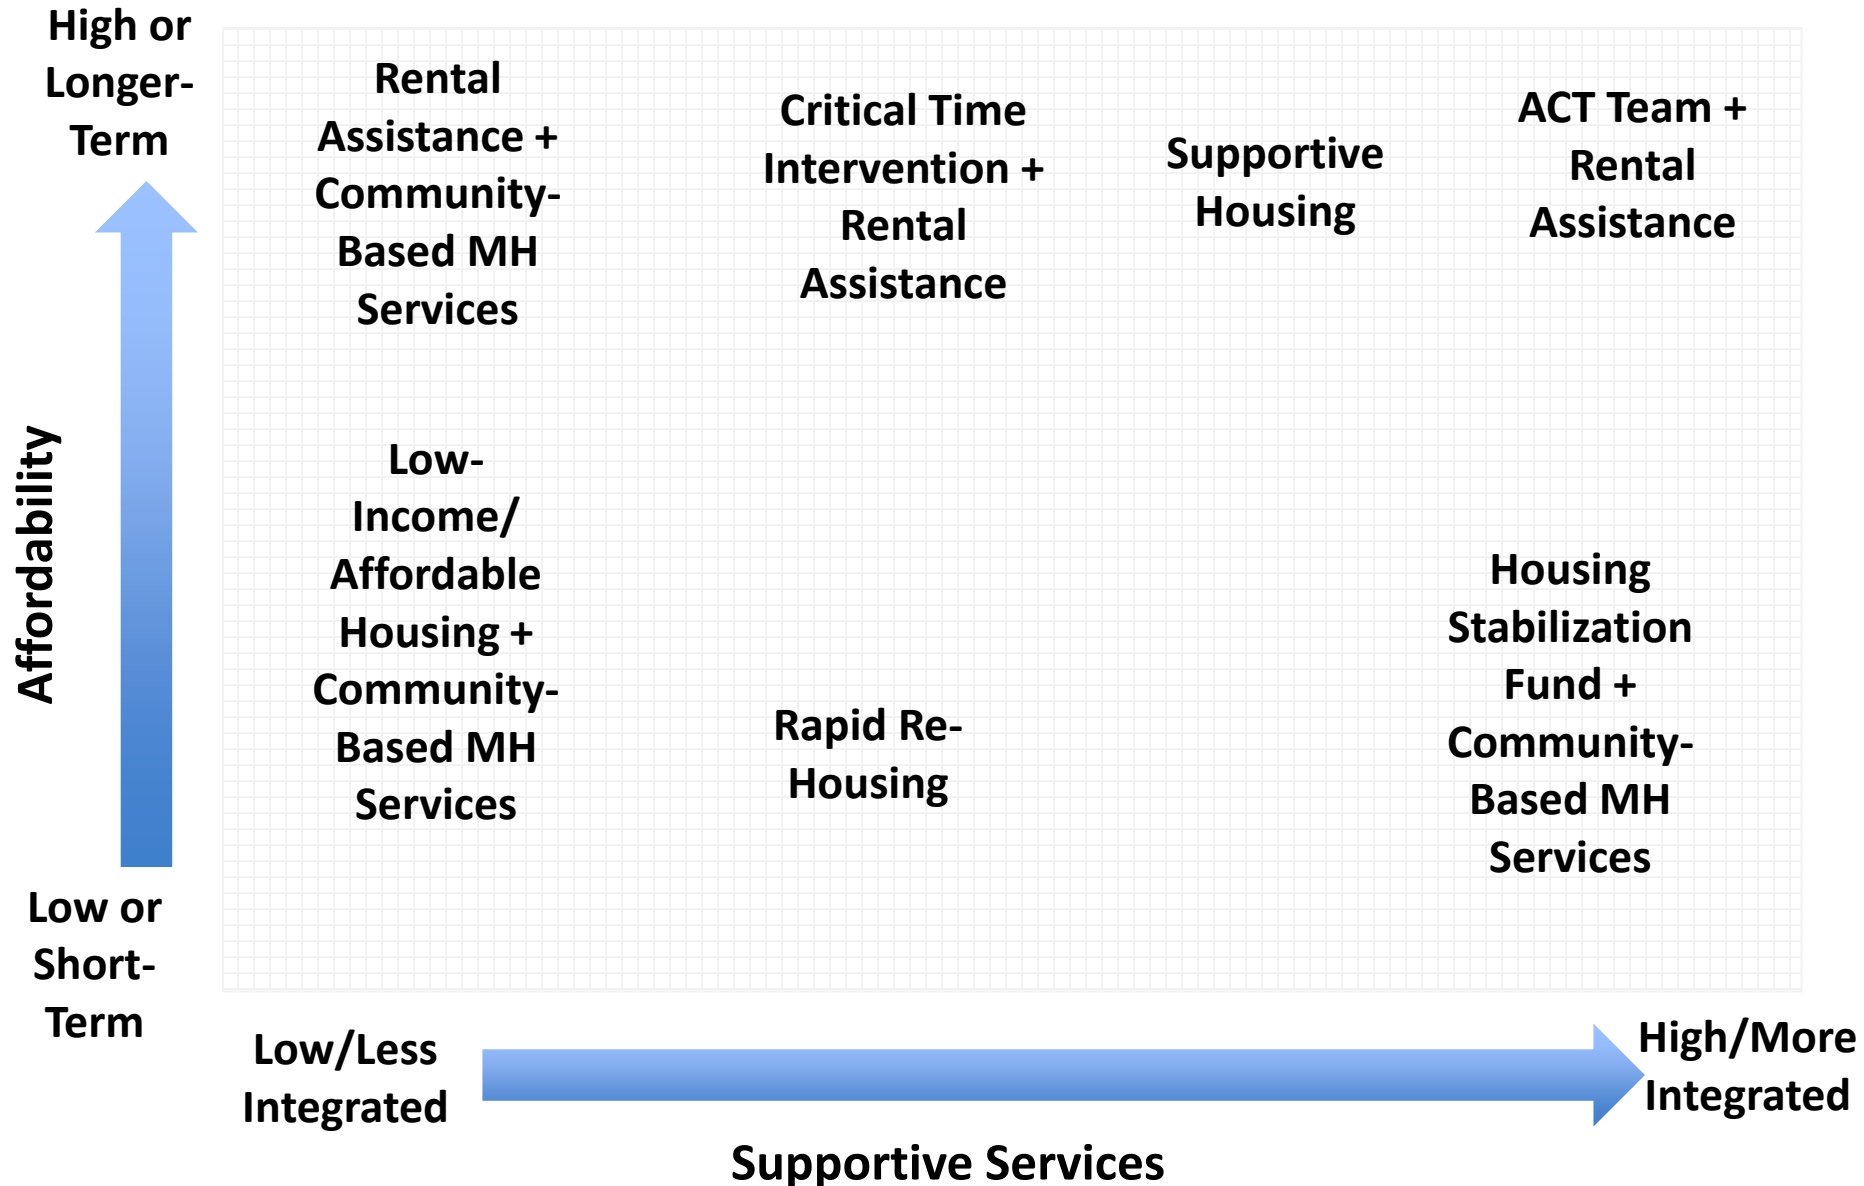 High or
Longer-
Term
Rental
Assistance +
Community-
Based MH
Services
Critical Time
Intervention +
Rental
Assistance
Supportive
Housing
ACT Team +
Rental
Assistance
Affordability
Low-
Income/
Affordable
Housing +
Community-
Based MH
Services
Rapid Re-
Housing
Housing
Stabilization
Fund +
Community-
Based MH
Services
Low or
Short-
Term
Low/Less
Integrated
High/More
Integrated
Supportive Services